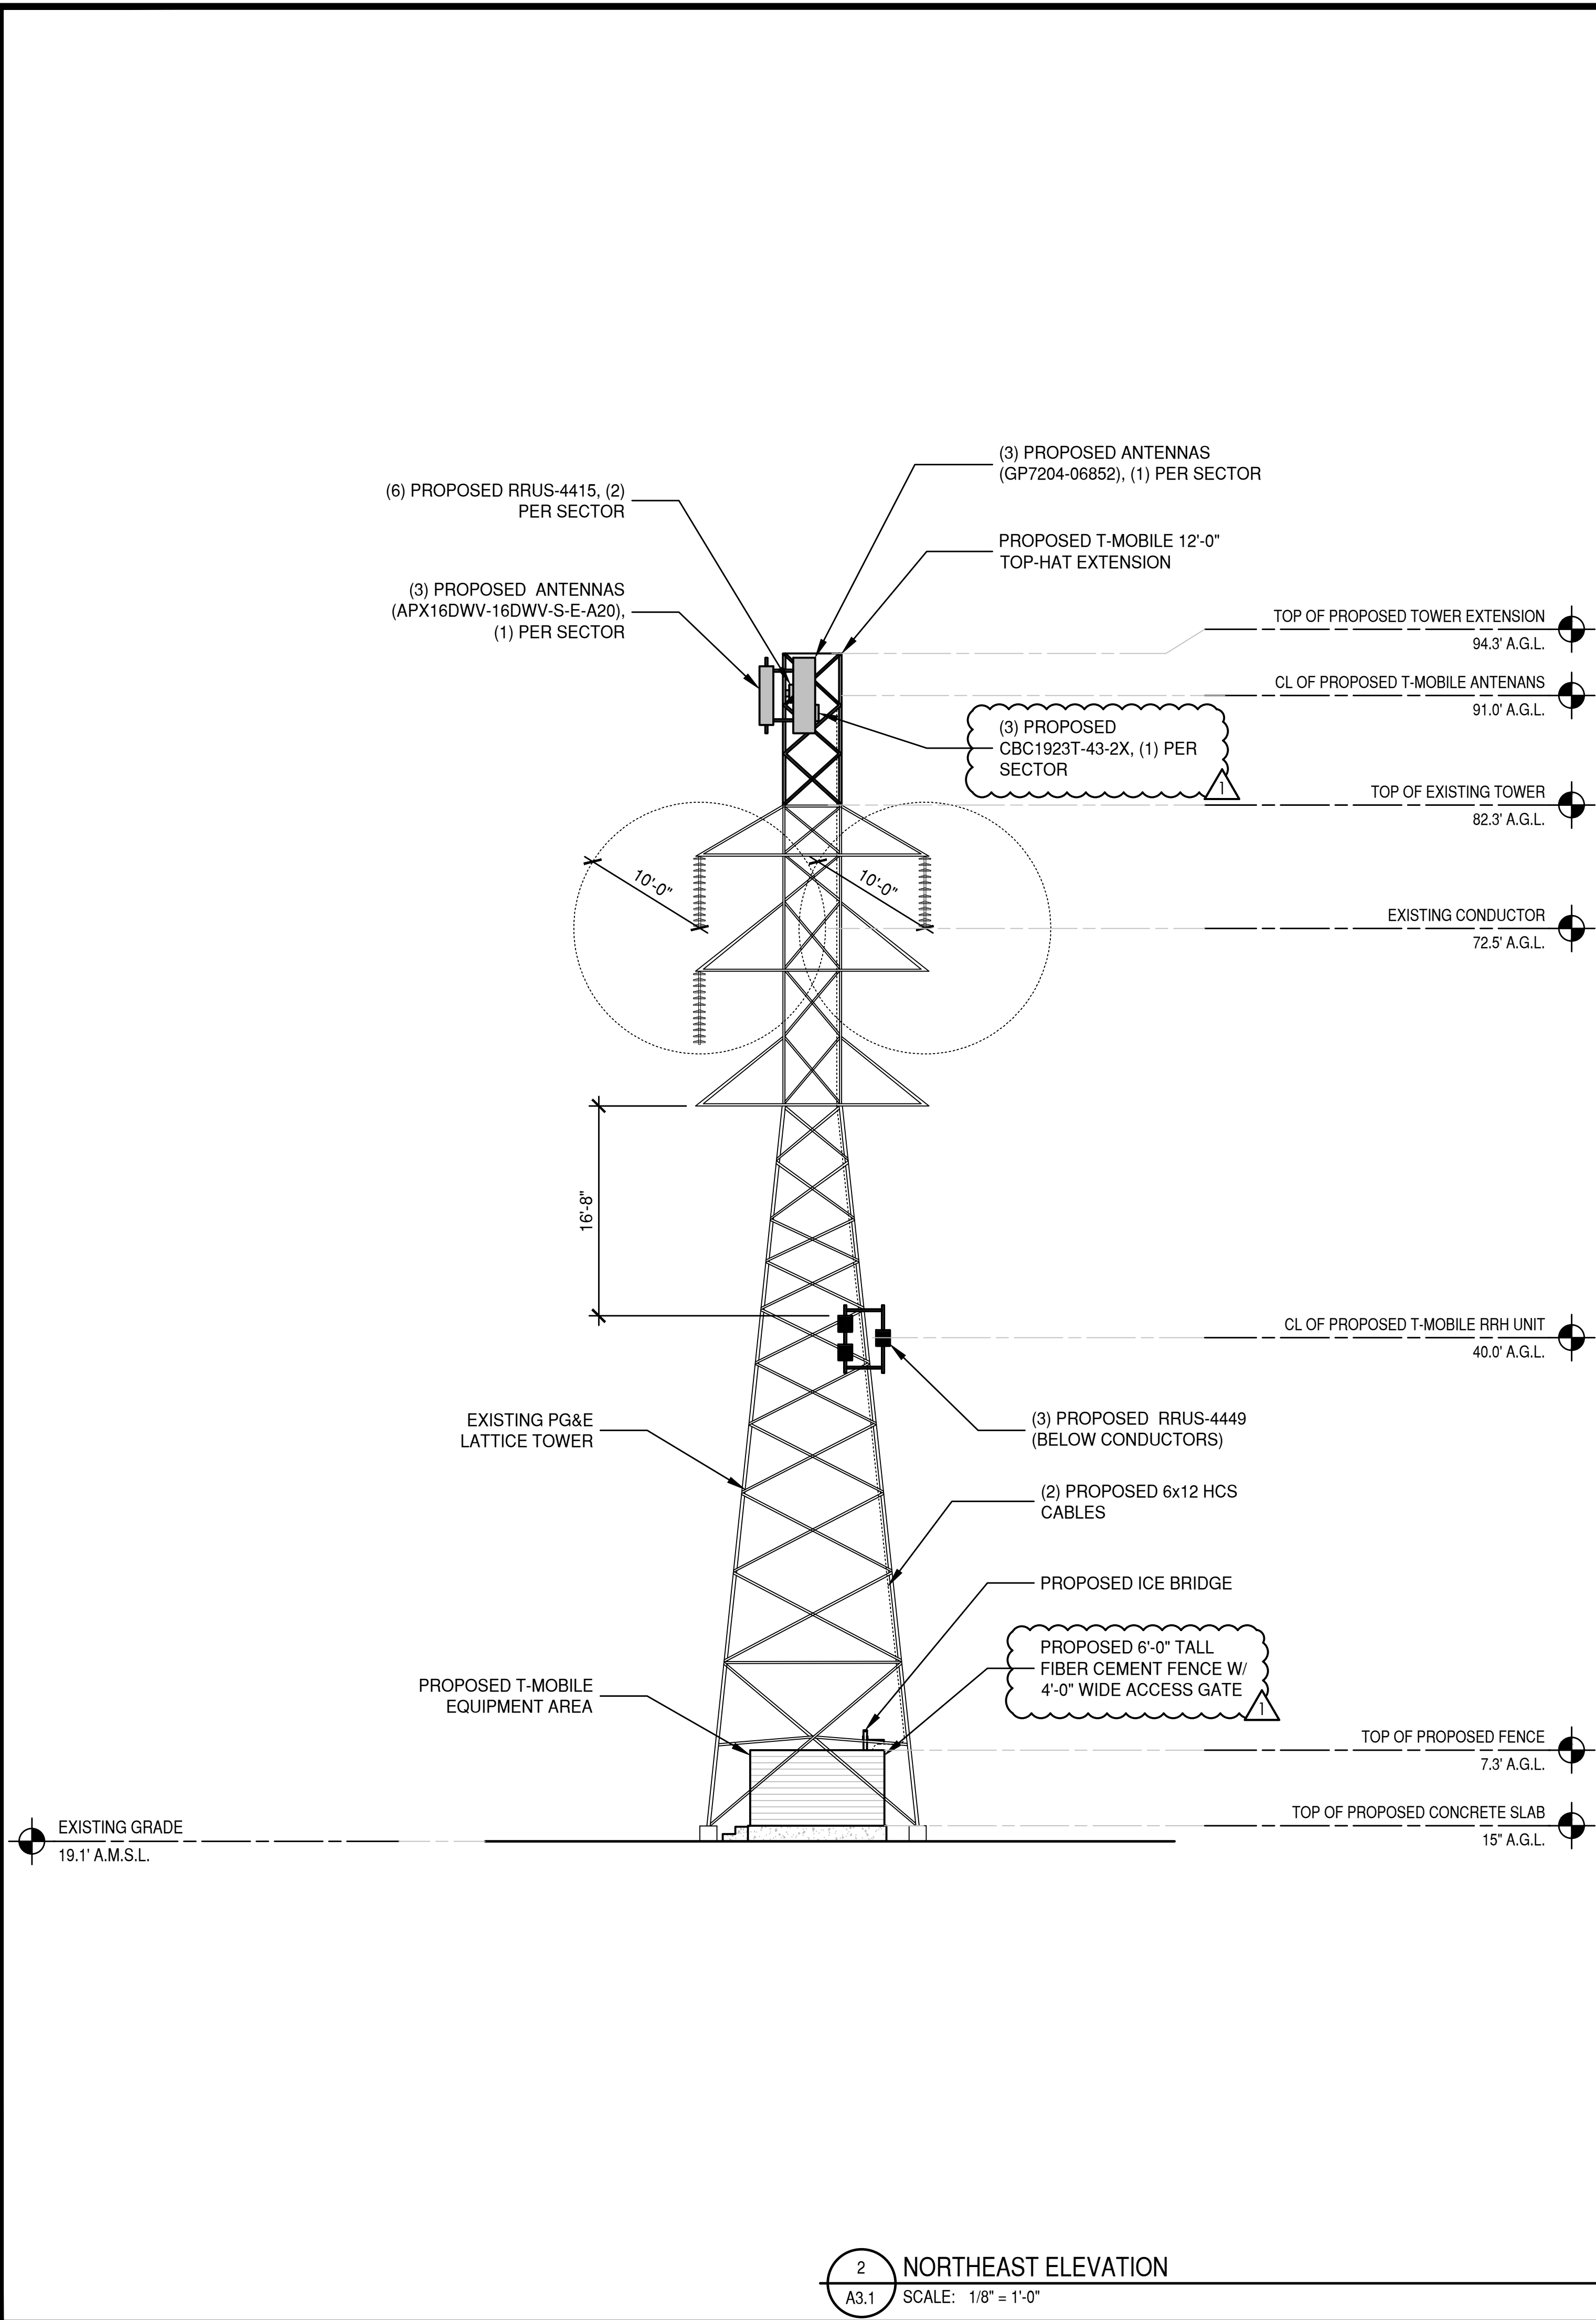 (3) PROPOSED ANTENNAS
(GP7204-06852), (1) PER SECTOR
(6) PROPOSED RRUS-4415, (2)
PER SECTOR
PROPOSED T-MOBILE 12'-0"
TOP-HAT EXTENSION
(3) PROPOSED ANTENNAS
(APX16DWV-16DWV-S-E-A20),
(1) PER SECTOR
TOP OF PROPOSED TOWER EXTENSION
94.3' A.G.L.
CL OF PROPOSED T-MOBILE ANTENANS
91.0' A.G.L.
(3) PROPOSED
CBC1923T-43-2X, (1) PER
SECTOR
1
TOP OF EXISTING TOWER
82.3' A.G.L.
10'-0"
10'-0"
EXISTING CONDUCTOR
72.5' A.G.L.
16'-8"
CL OF PROPOSED T-MOBILE RRH UNIT
40.0' A.G.L.
EXISTING PG&E
LATTICE TOWER
(3) PROPOSED RRUS-4449
(BELOW CONDUCTORS)
(2) PROPOSED 6x12 HCS
CABLES
PROPOSED ICE BRIDGE
PROPOSED 6'-0" TALL
FIBER CEMENT FENCE W/
4'-0" WIDE ACCESS GATE
1
PROPOSED T-MOBILE
EQUIPMENT AREA
TOP OF PROPOSED FENCE
7.3' A.G.L.
TOP OF PROPOSED CONCRETE SLAB
15" A.G.L.
EXISTING GRADE
19.1' A.M.S.L.
2
A3.1
NORTHEAST ELEVATION
SCALE: 1/8" = 1'-0"